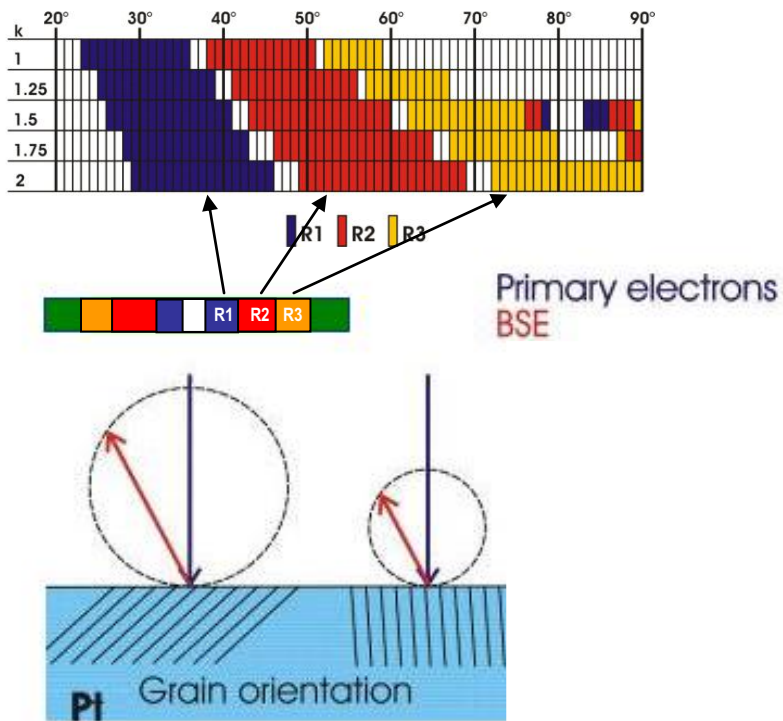 k 20° 30° 40° 50° 60° 70° 80° 90°
1
1.25
1.5
1.75
2
R1 R2 R3
R1 R2 R3
Primary electrons
BSE
Grain orientation
Pt